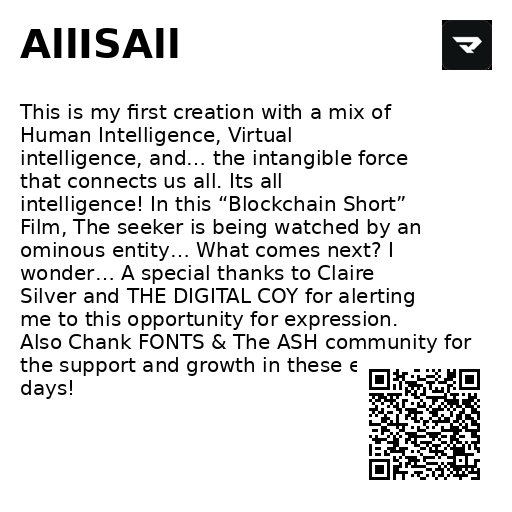 AllISAll
This is my first creation with a mix of
Human Intelligence, Virtual
intelligence, and... the intangible force
that connects us all. Its all
intelligence! In this “Blockchain Short”
Film, The seeker is being watched by an
ominous entity... What comes next? I
wonder... A special thanks to Claire
Silver and THE DIGITAL COY for alerting
me to this opportunity for expression.
Also Chank FONTS & The ASH community for
the support and growth in these
days!